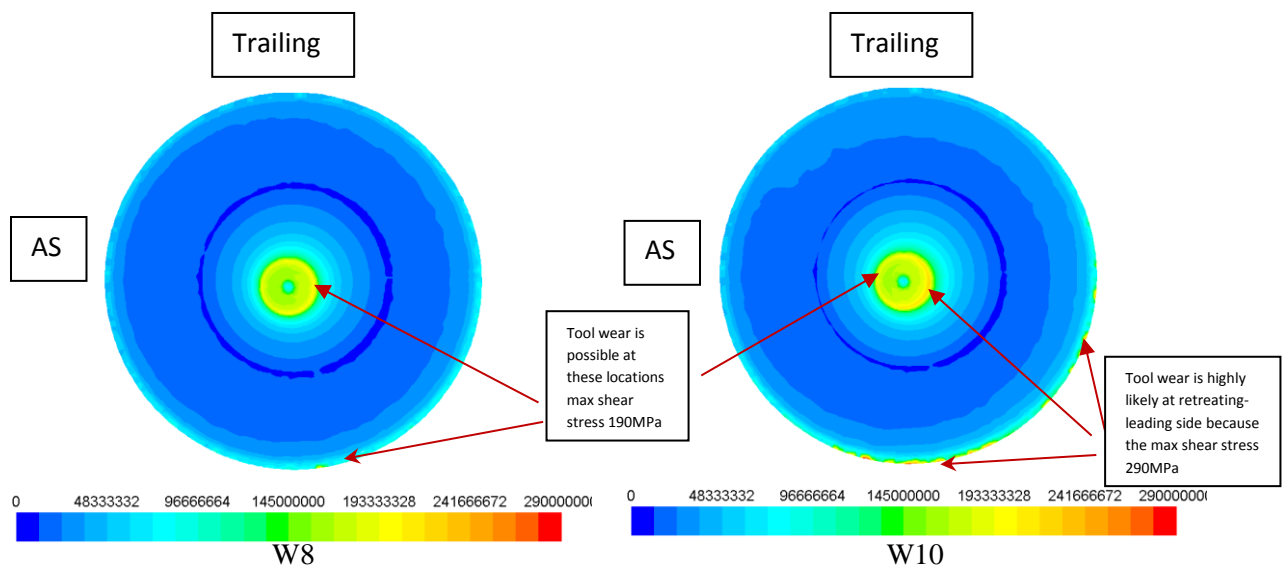 Trailing
Trailing
AS
AS
Tool wear is
possible at
these locations
max shear
stress 190MPa
Tool wear is highly
likely at retreating-
leading side because
the max shear stress
290MPa
0 48333332 96666664 145000000 193333328 241666672 290000000
W8
0 48333332 96666664 145000000 193333328 241666672 290000000
W10